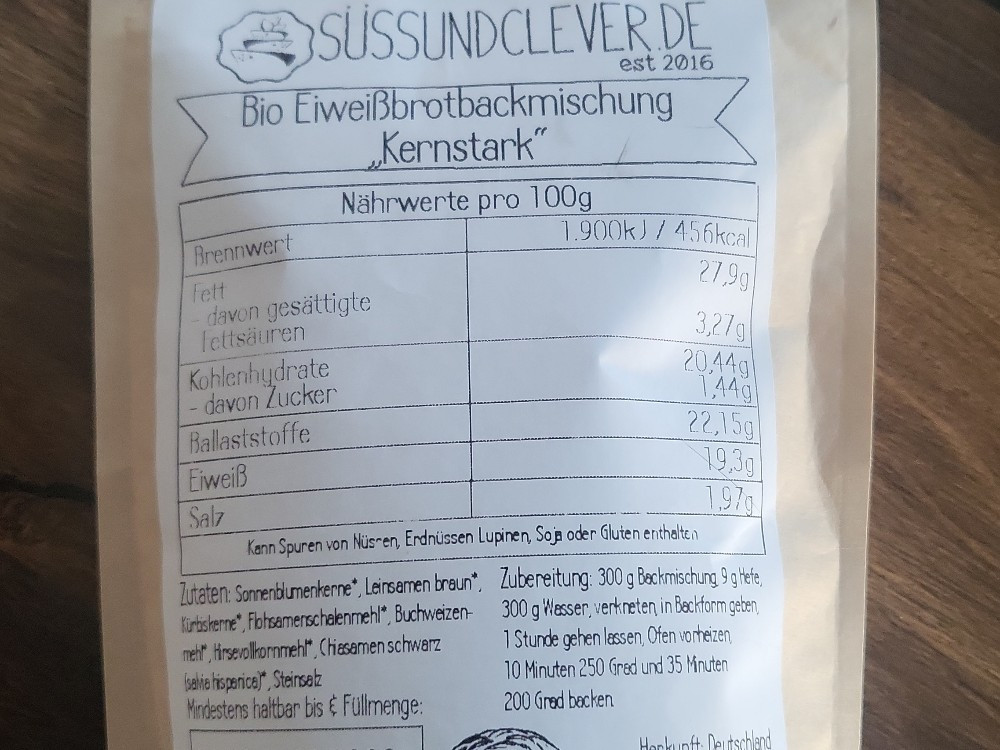 SÜSSUNDCLEVER.DE
est 2016
Bio Eiweißbrotbackmischung
„Kernstark“
Nährwerte pro 100g
Brennwert 1.900kJ / 456kcal
Fett 27,9g
- davon gesättigte
Fettsäuren 3,27g
Kohlenhydrate 20,44g
- davon Zucker 1,44g
Ballaststoffe 22,15g
Eiweiß 19,3g
Salz 1,97g
Kann Spuren von Nüssen, Erdnüssen Lupinen, Soja oder Gluten enthalten
Zutaten: Sonnenblumenkerne*, Leinsamen braun*,
Kürbiskerne*, Flohsamenschalenmehl*, Buchweizen-
mehl*, Hirsevollkornmehl*, Chiasamen schwarz
(salvia hispanica)*, Steinsalz
Mindestens haltbar bis & Füllmenge:
Zubereitung: 300 g Backmischung, 9 g Hefe,
300 g Wasser, verkneten, in Backform geben,
1 Stunde gehen lassen, Ofen vorheizen,
10 Minuten 250 Grad und 35 Minuten
200 Grad backen.
Herkunft: Deutschland